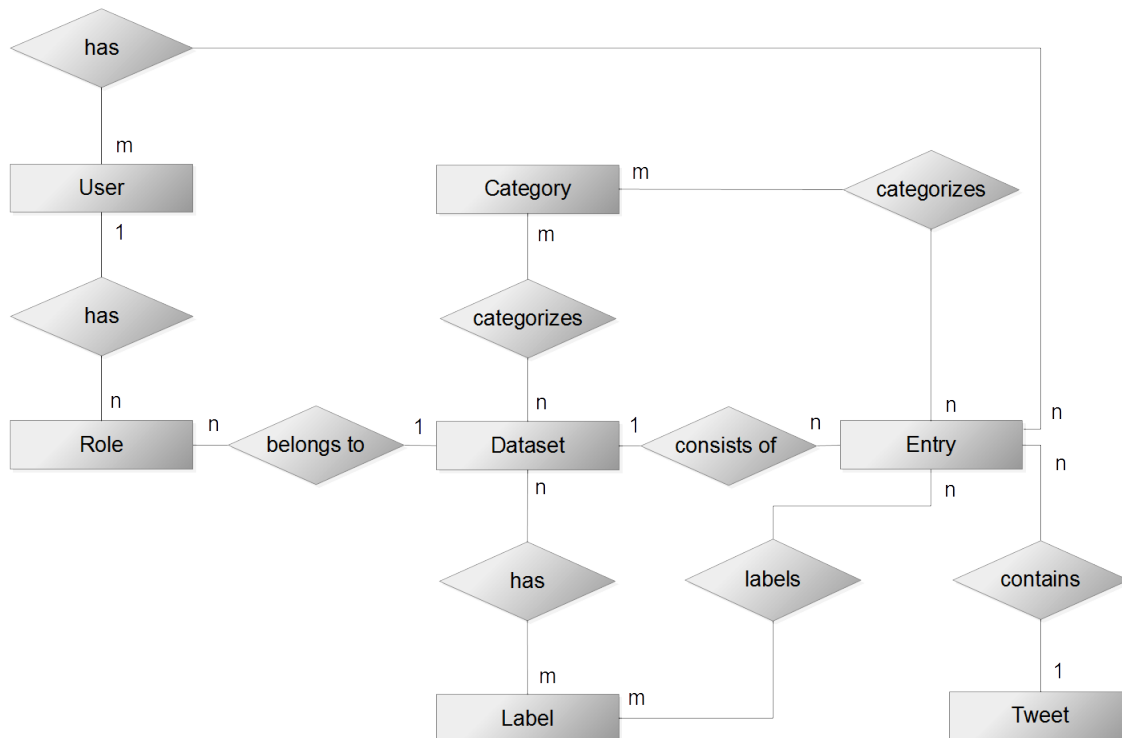 has
m
User
Category
m
categorizes
1
m
has
categorizes
n
n
n
n
Role
n
belongs to
1
Dataset
1
consists of
n
Entry
n
n
n
has
labels
contains
m
m
1
Label
Tweet